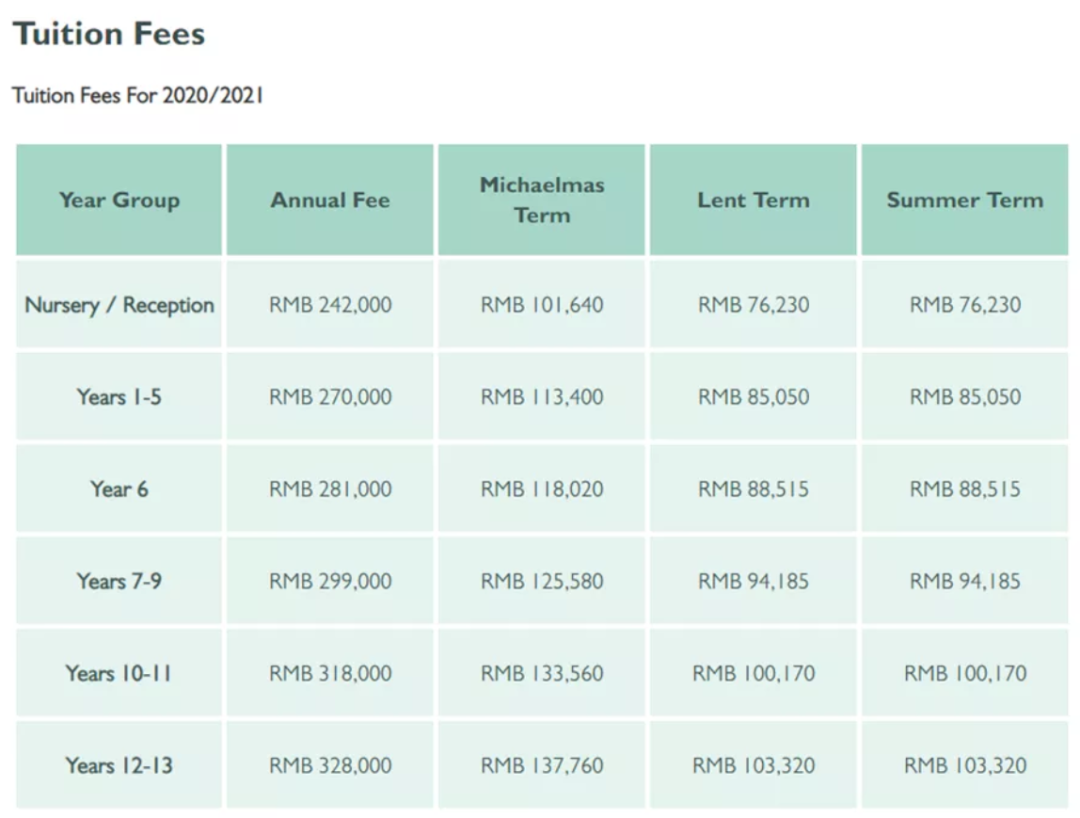 Tuition Fees
Tuition Fees For 2020/2021
Year Group Annual Fee Michaelmas Term Lent Term Summer Term
Nursery / Reception RMB 242,000 RMB 101,640 RMB 76,230 RMB 76,230
Years 1-5 RMB 270,000 RMB 113,400 RMB 85,050 RMB 85,050
Year 6 RMB 281,000 RMB 118,020 RMB 88,515 RMB 88,515
Years 7-9 RMB 299,000 RMB 125,580 RMB 94,185 RMB 94,185
Years 10-11 RMB 318,000 RMB 133,560 RMB 100,170 RMB 100,170
Years 12-13 RMB 328,000 RMB 137,760 RMB 103,320 RMB 103,320